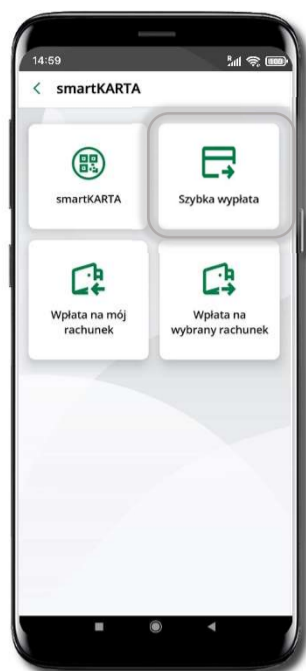 14:59
smartKARTA
smartKARTA
Szybka wypłata
Wpłata na mój
rachunek
Wpłata na
wybrany rachunek